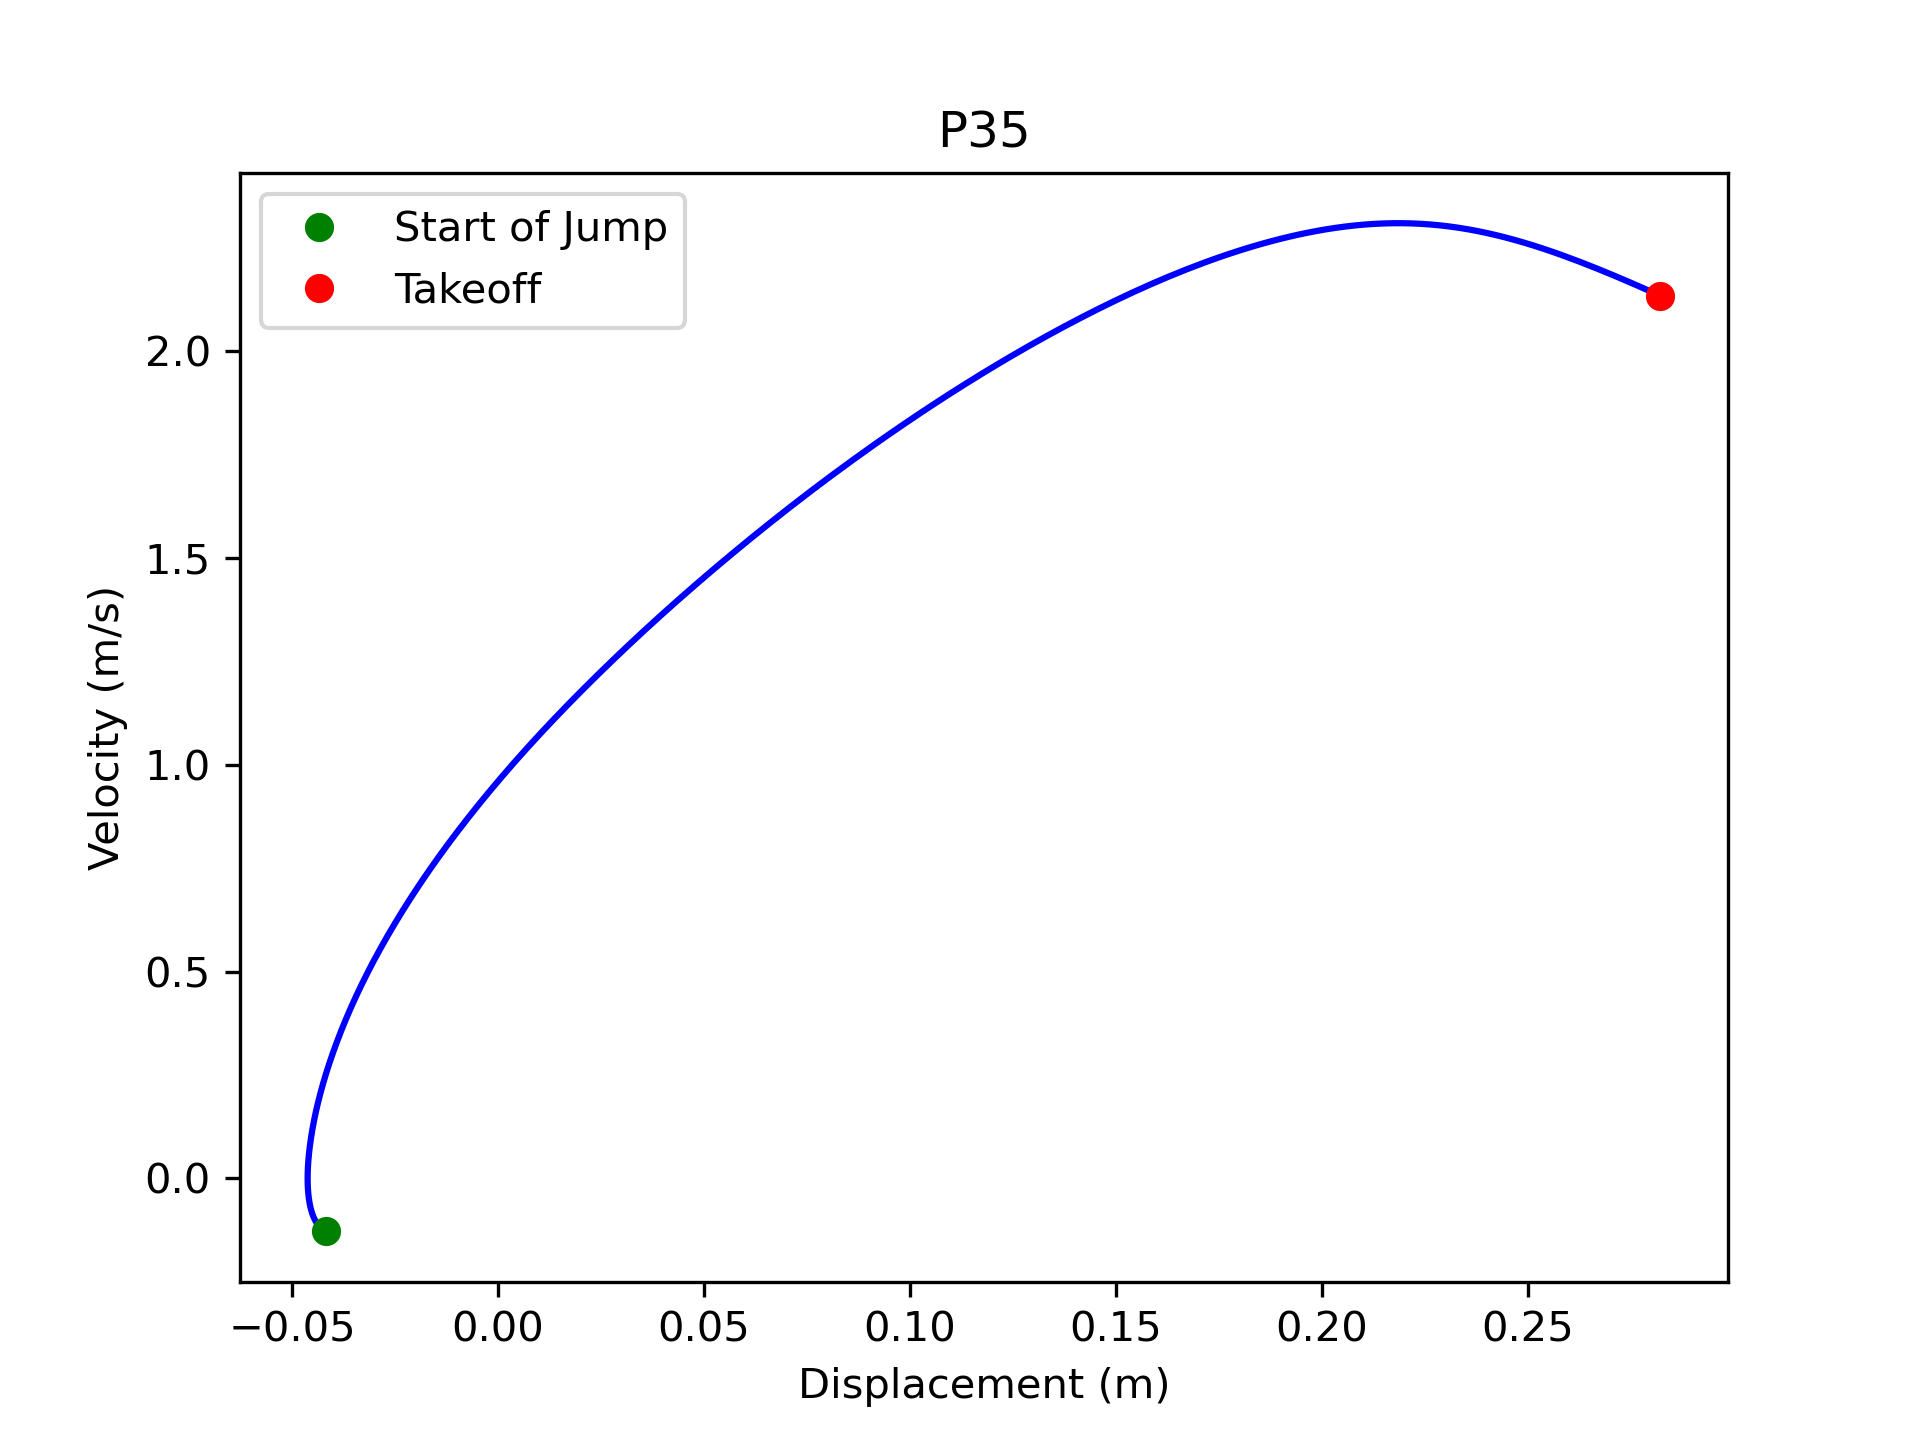 P35
Start of Jump
Takeoff
2.0
1.5
1.0
0.5
0.0
Velocity (m/s)
−0.05 0.00 0.05 0.10 0.15 0.20 0.25
Displacement (m)